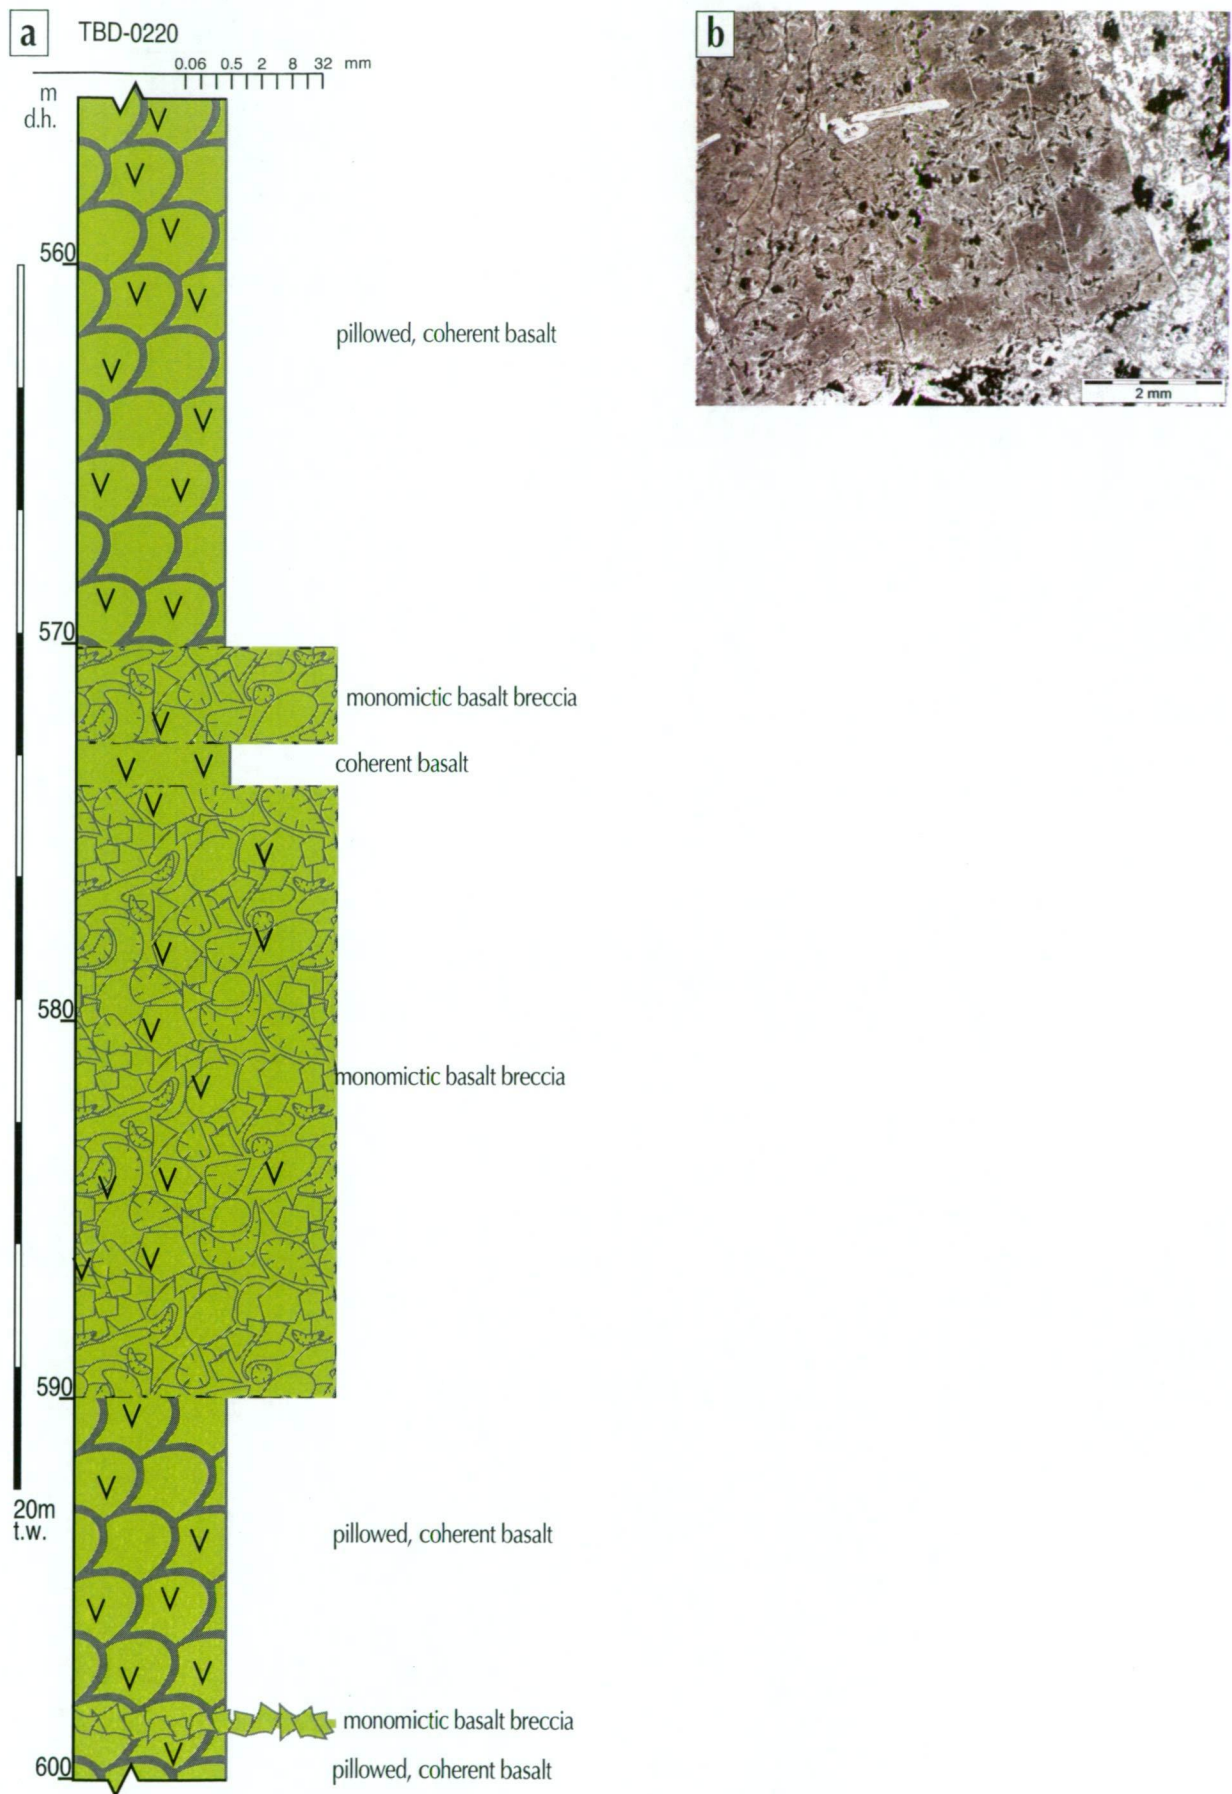 a TBD-0220
0.06 0.5 2 8 32 mm
m
d.h.
560
pillowed, coherent basalt
570
monomictic basalt breccia
coherent basalt
580
monomictic basalt breccia
590
20m
t.w.
pillowed, coherent basalt
monomictic basalt breccia
600
pillowed, coherent basalt
b
2 mm